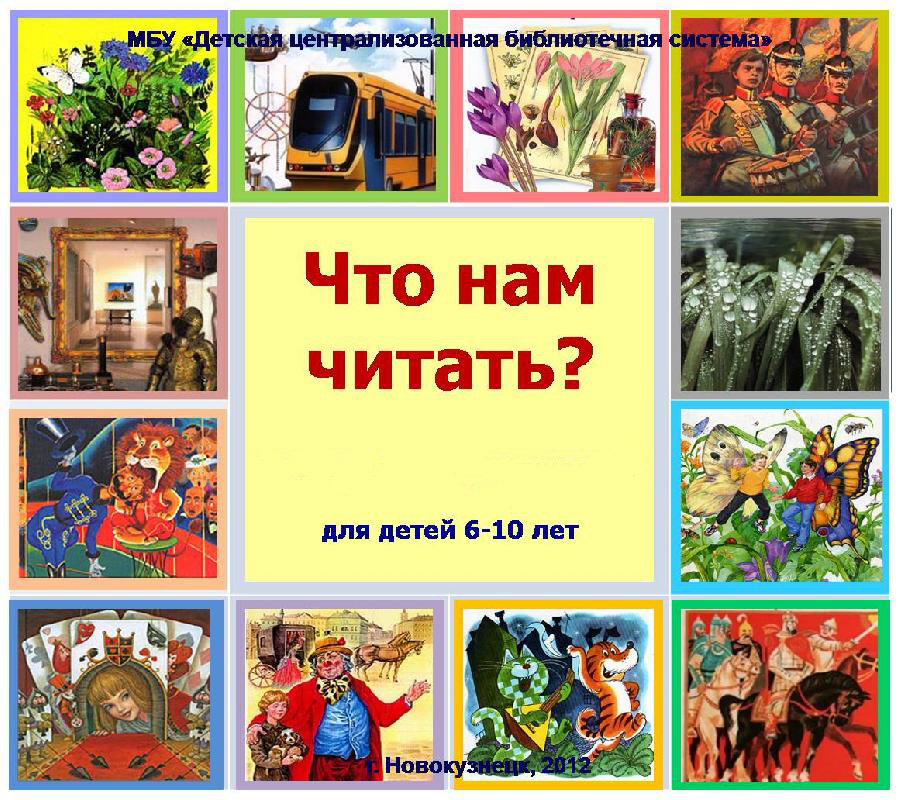 МБУ «Детская централизованная библиотечная система»
Что нам
читать?
для детей 6-10 лет
г. Новокузнецк, 2012